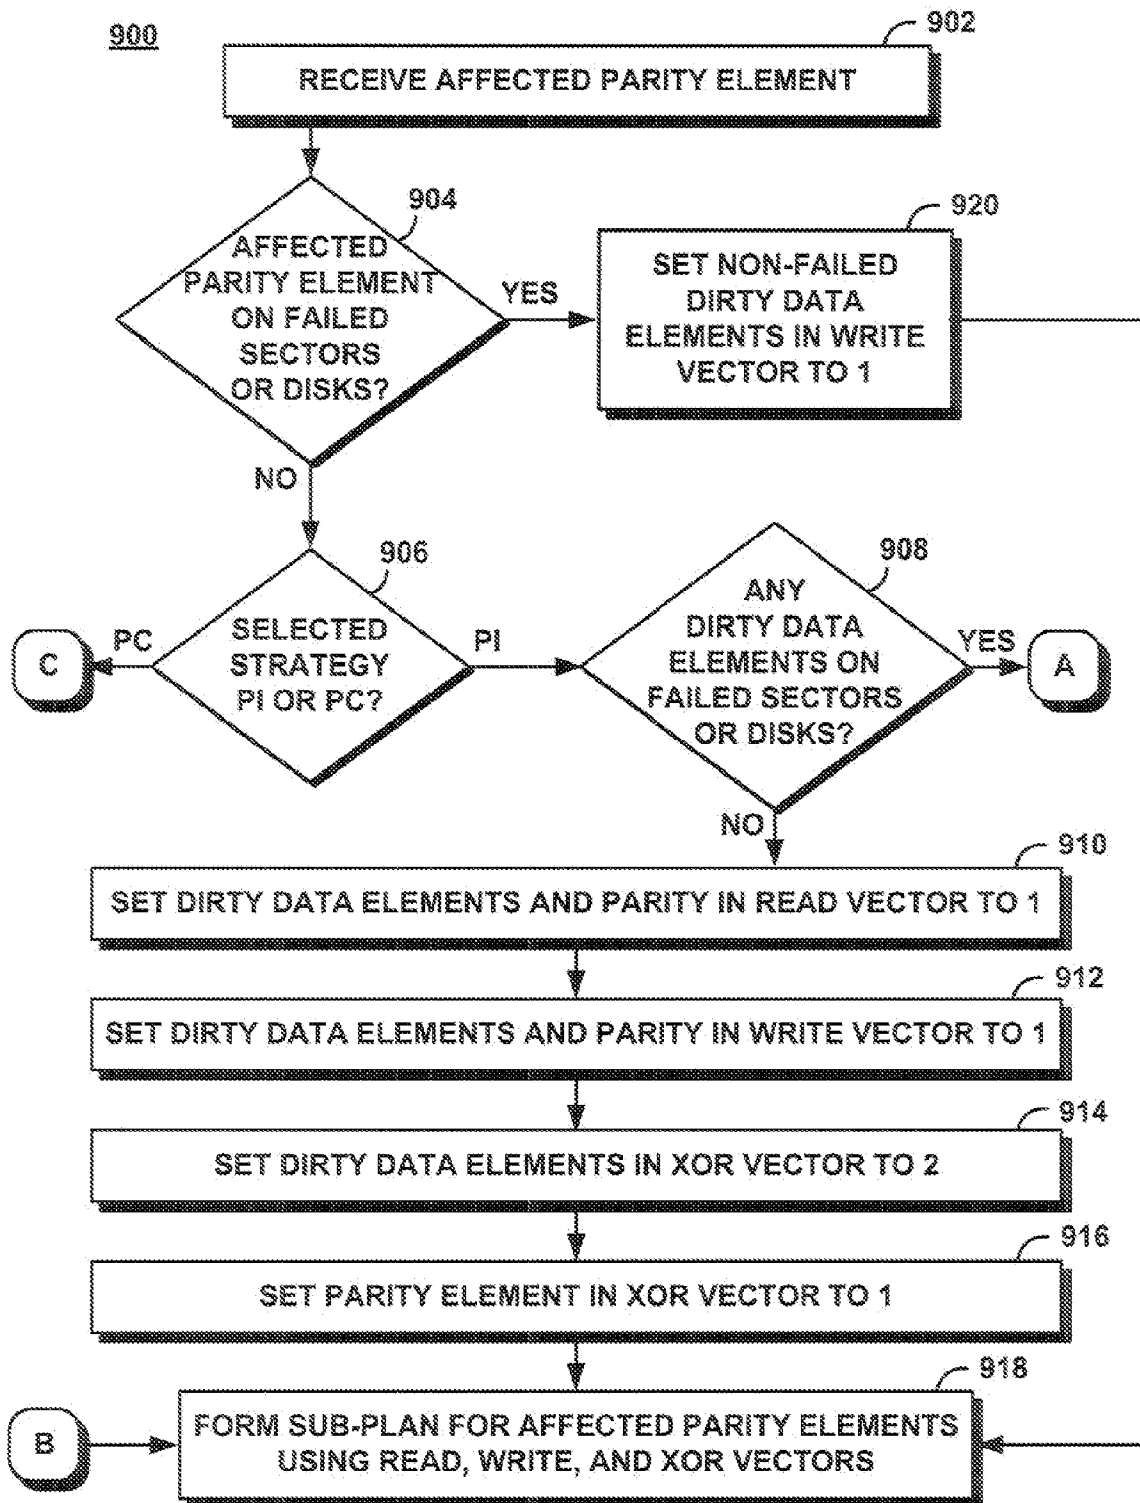 900
902
RECEIVE AFFECTED PARITY ELEMENT
904
AFFECTED
PARITY ELEMENT
ON FAILED
SECTORS
OR DISKS?
YES
NO
920
SET NON-FAILED
DIRTY DATA
ELEMENTS IN WRITE
VECTOR TO 1
906
SELECTED
STRATEGY
PI OR PC?
PC
C
PI
908
ANY
DIRTY DATA
ELEMENTS ON
FAILED SECTORS
OR DISKS?
YES
A
NO
910
SET DIRTY DATA ELEMENTS AND PARITY IN READ VECTOR TO 1
912
SET DIRTY DATA ELEMENTS AND PARITY IN WRITE VECTOR TO 1
914
SET DIRTY DATA ELEMENTS IN XOR VECTOR TO 2
916
SET PARITY ELEMENT IN XOR VECTOR TO 1
918
B
FORM SUB-PLAN FOR AFFECTED PARITY ELEMENTS
USING READ, WRITE, AND XOR VECTORS